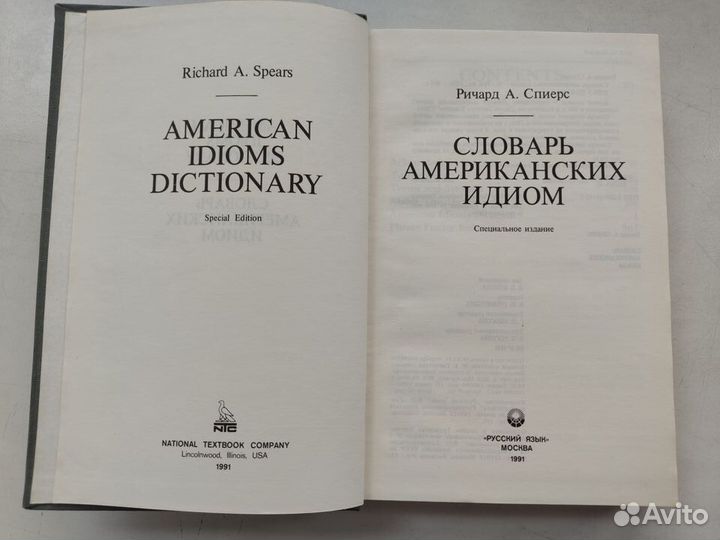 Richard A. Spears
AMERICAN
IDIOMS
DICTIONARY
Special Edition
NTC
NATIONAL TEXTBOOK COMPANY
Lincolnwood, Illinois, USA
1991
Ричард А. Спиерс
СЛОВАРЬ
АМЕРИКАНСКИХ
ИДИОМ
Специальное издание
«РУССКИЙ ЯЗЫК»
МОСКВА
1991
Avito